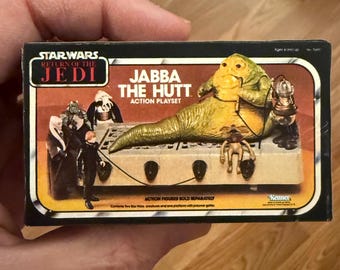 STAR WARS
RETURN OF THE
JEDI
JABBA
THE HUTT
ACTION PLAYSET
ACTION FIGURES SOLD SEPARATELY
Kenner